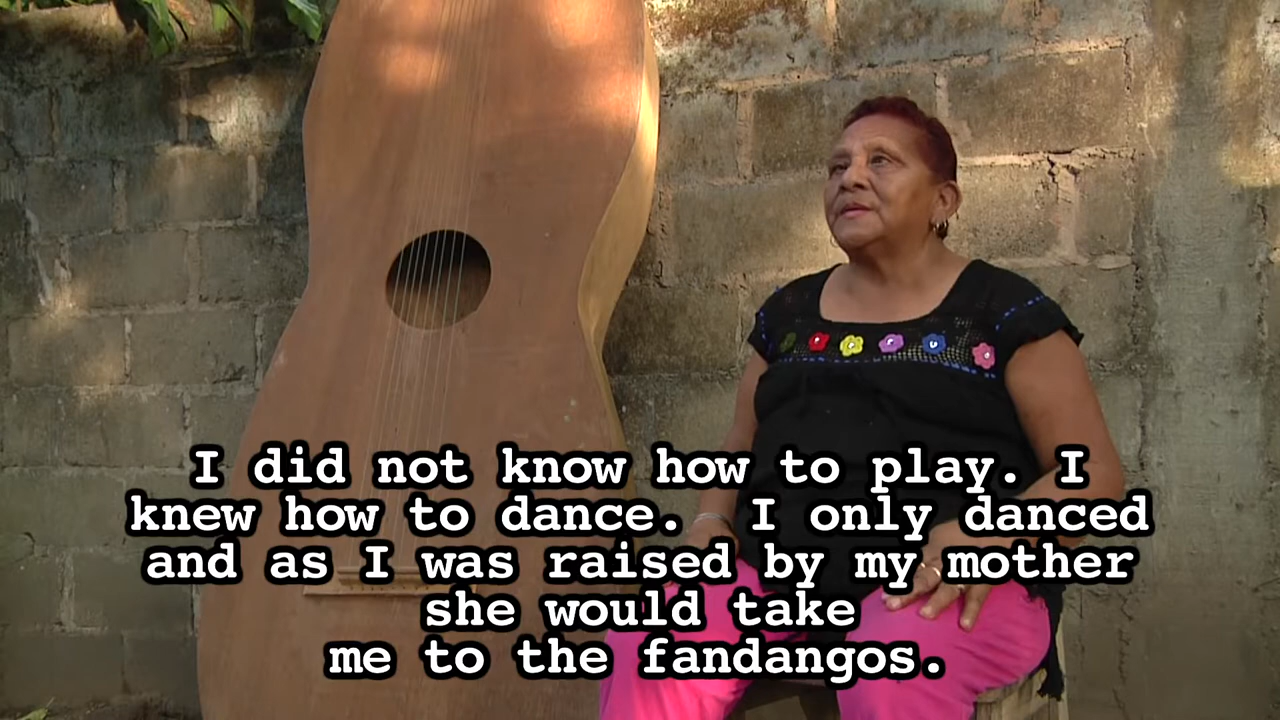 I did not know how to play. I
knew how to dance.  I only danced
and as I was raised by my mother
she would take
me to the fandangos.